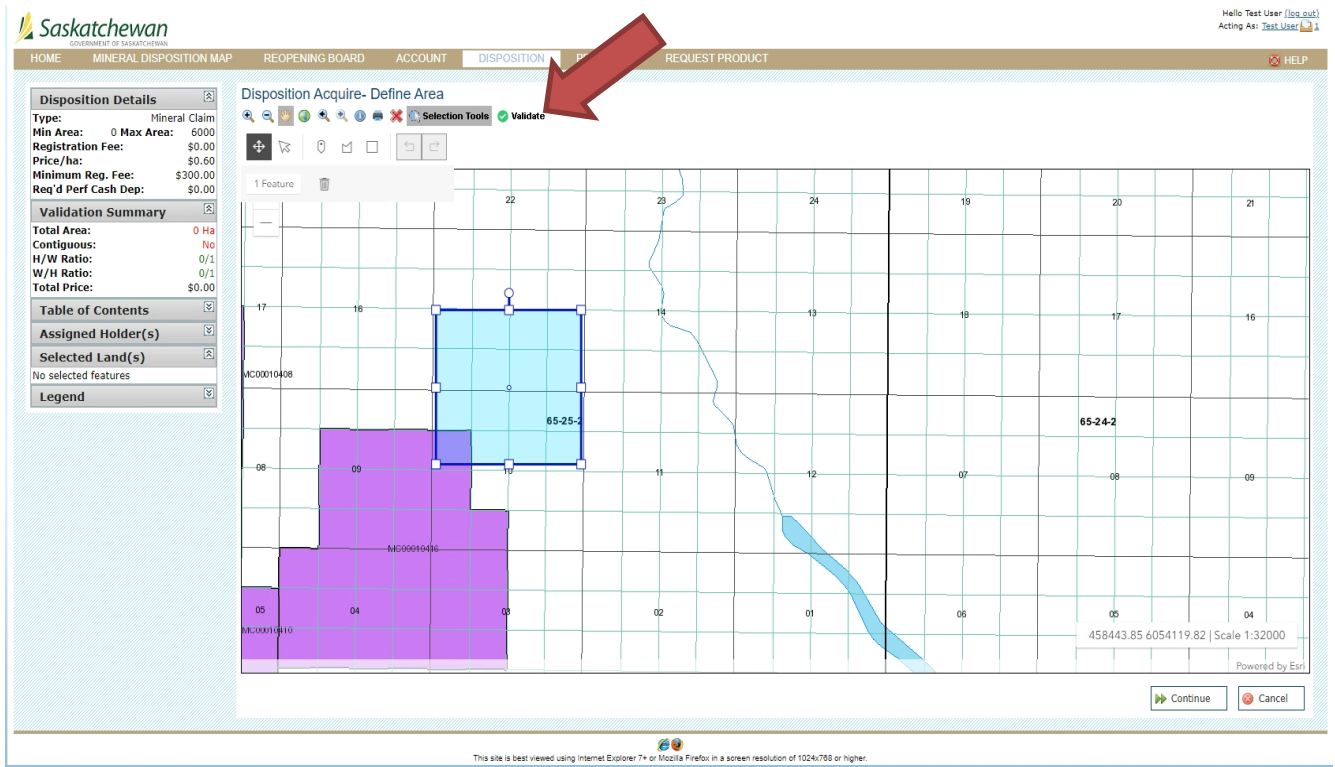 Saskatchewan
GOVERNMENT OF SASKATCHEWAN
Hello Test User (log out)
Acting As: Test User 1
HOME MINERAL DISPOSITION MAP REOPENING BOARD ACCOUNT DISPOSITION REQUEST PRODUCT HELP
Disposition Details
Type: Mineral Claim
Min Area: 0 Max Area: 6000
Registration Fee: $0.00
Price/ha: $0.60
Minimum Reg. Fee: $300.00
Req'd Perf Cash Dep: $0.00
Validation Summary
Total Area: 0 Ha
Contiguous: No
H/W Ratio: 0/1
W/H Ratio: 0/1
Total Price: $0.00
Table of Contents
Assigned Holder(s)
Selected Land(s)
No selected features
Legend
Disposition Acquire- Define Area
Selection Tools Validate
1 Feature
22 23 24 19 20 21
17 16 14 13 18 17 16
MC00010408
65-25-2 65-24-2
08 09 10 11 12 07 08 09
MC00010416
05 04 03 02 01 06 05 04
MC00010410
458443.85 6054119.82 | Scale 1:32000
Powered by Esri
Continue Cancel
This site is best viewed using Internet Explorer 7+ or Mozilla Firefox in a screen resolution of 1024x768 or higher.